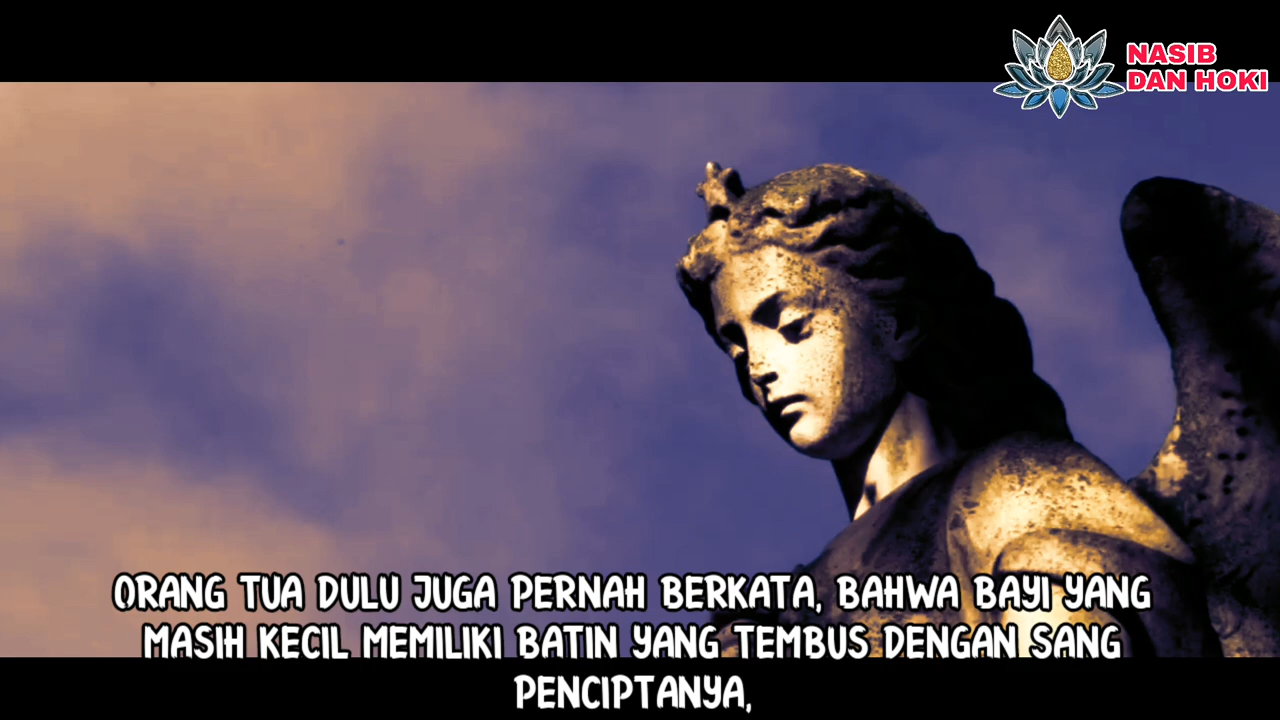 NASIB
DAN HOKI
ORANG TUA DULU JUGA PERNAH BERKATA, BAHWA BAYI YANG
MASIH KECIL MEMILIKI BATIN YANG TEMBUS DENGAN SANG
PENCIPTANYA,